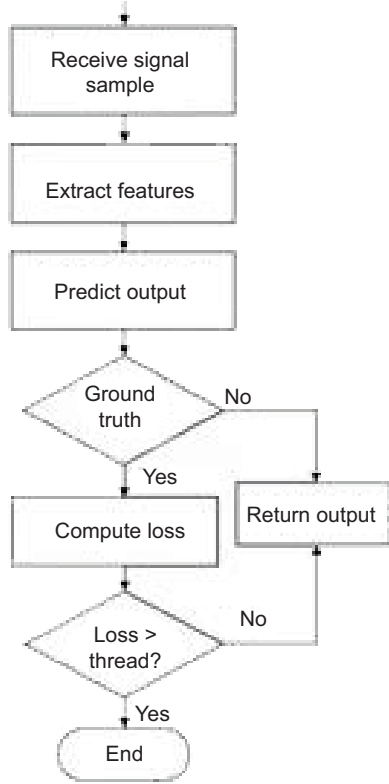 Receive signal
sample
Extract features
Predict output
Ground
truth
No
Yes
Compute loss
Return output
Loss >
thread?
No
Yes
End